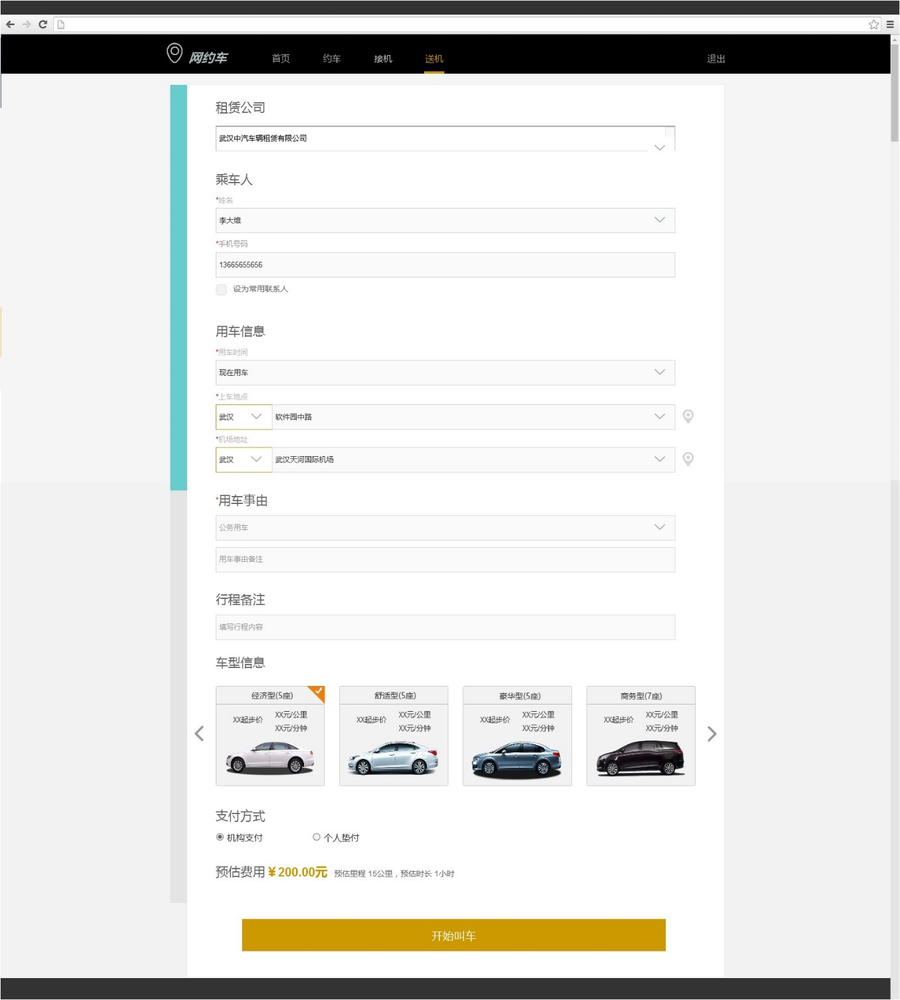 网约车 首页 约车 接机 送机 退出
租赁公司
武汉中汽车辆租赁有限公司
乘车人
*姓名
李大维
*手机号码
13665655656
设为常用联系人
用车信息
*用车时间
现在用车
*上车地点
武汉 软件园中路
*机场地址
武汉 武汉天河国际机场
*用车事由
公务用车
用车事由备注
行程备注
填写行程内容
车型信息
经济型(5座) 舒适型(5座) 豪华型(5座) 商务型(7座)
XX起步价 XX元/公里 XX起步价 XX元/公里 XX起步价 XX元/公里 XX起步价 XX元/公里
XX元/分钟 XX元/分钟 XX元/分钟 XX元/分钟
支付方式
机构支付 个人垫付
预估费用 ¥200.00元 预估里程 15公里，预估时长 1小时
开始叫车